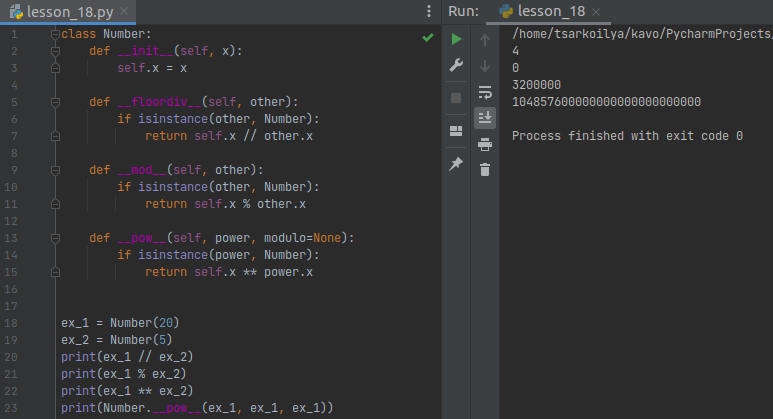 lesson_18.py
1 class Number:
2     def __init__(self, x):
3         self.x = x
4
5     def __floordiv__(self, other):
6         if isinstance(other, Number):
7             return self.x // other.x
8
9     def __mod__(self, other):
10         if isinstance(other, Number):
11             return self.x % other.x
12
13     def __pow__(self, power, modulo=None):
14         if isinstance(power, Number):
15             return self.x ** power.x
16
17
18 ex_1 = Number(20)
19 ex_2 = Number(5)
20 print(ex_1 // ex_2)
21 print(ex_1 % ex_2)
22 print(ex_1 ** ex_2)
23 print(Number.__pow__(ex_1, ex_1, ex_1))
Run: lesson_18
/home/tsarkoilya/kavo/PycharmProjects/
4
0
3200000
104857600000000000000000000
Process finished with exit code 0